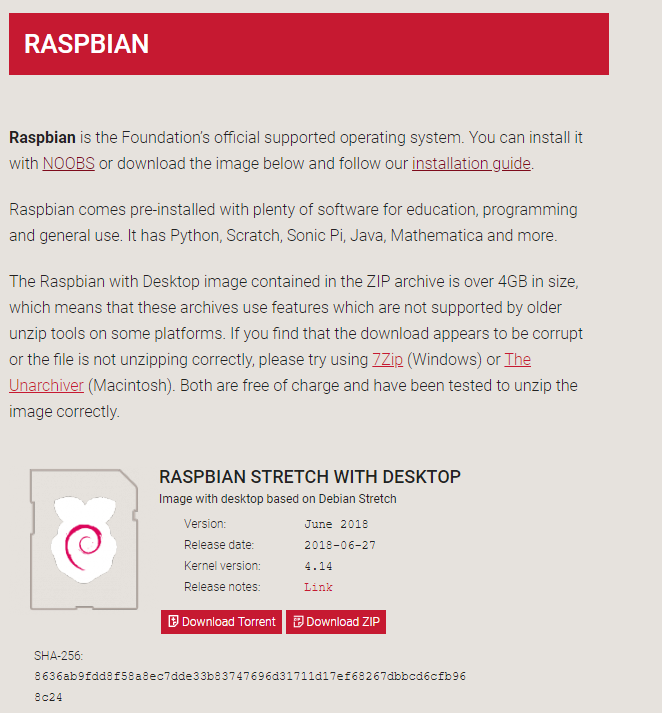 RASPBIAN
Raspbian is the Foundation's official supported operating system. You can install it
with NOOBS or download the image below and follow our installation guide.
Raspbian comes pre-installed with plenty of software for education, programming
and general use. It has Python, Scratch, Sonic Pi, Java, Mathematica and more.
The Raspbian with Desktop image contained in the ZIP archive is over 4GB in size,
which means that these archives use features which are not supported by older
unzip tools on some platforms. If you find that the download appears to be corrupt
or the file is not unzipping correctly, please try using 7Zip (Windows) or The
Unarchiver (Macintosh). Both are free of charge and have been tested to unzip the
image correctly.
RASPBIAN STRETCH WITH DESKTOP
Image with desktop based on Debian Stretch
Version: June 2018
Release date: 2018-06-27
Kernel version: 4.14
Release notes: Link
Download Torrent Download ZIP
SHA-256:
8636ab9fdd8f58a8ec7dde33b83747696d31711d17ef68267dbbcd6cfb96
8c24